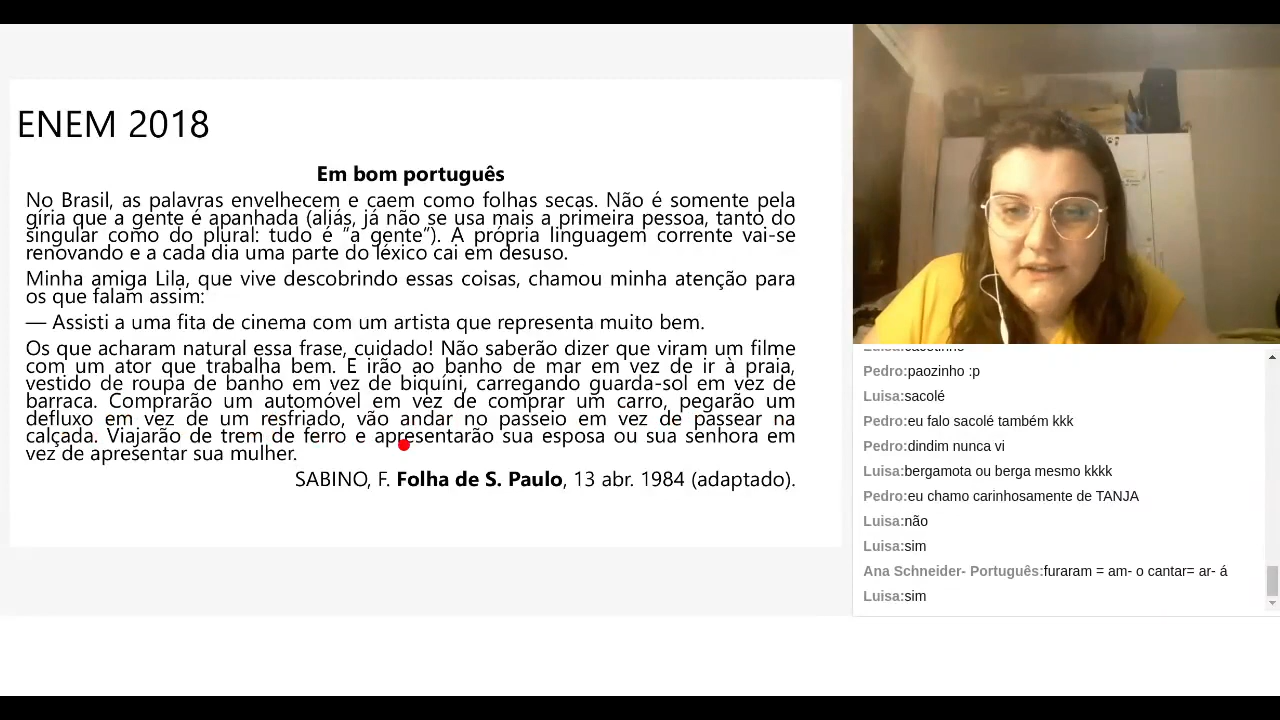 ENEM 2018
Em bom português
No Brasil, as palavras envelhecem e caem como folhas secas. Não é somente pela
gíria que a gente é apanhada (aliás, já não se usa mais a primeira pessoa, tanto do
singular como do plural: tudo é "a gente"). A própria linguagem corrente vai-se
renovando e a cada dia uma parte do léxico cai em desuso.
Minha amiga Lila, que vive descobrindo essas coisas, chamou minha atenção para
os que falam assim:
— Assisti a uma fita de cinema com um artista que representa muito bem.
Os que acharam natural essa frase, cuidado! Não saberão dizer que viram um filme
com um ator que trabalha bem. E irão ao banho de mar em vez de ir à praia,
vestido de roupa de banho em vez de biquíni, carregando guarda-sol em vez de
barraca. Comprarão um automóvel em vez de comprar um carro, pegarão um
defluxo em vez de um resfriado, vão andar no passeio em vez de passear na
calçada. Viajarão de trem de ferro e apresentarão sua esposa ou sua senhora em
vez de apresentar sua mulher.
SABINO, F. Folha de S. Paulo, 13 abr. 1984 (adaptado).
Pedro:paozinho :p
Luisa:sacolé
Pedro:eu falo sacolé também kkk
Pedro:dindim nunca vi
Luisa:bergamota ou berga mesmo kkkk
Pedro:eu chamo carinhosamente de TANJA
Luisa:não
Luisa:sim
Ana Schneider- Português:furaram = am- o cantar= ar- á
Luisa:sim